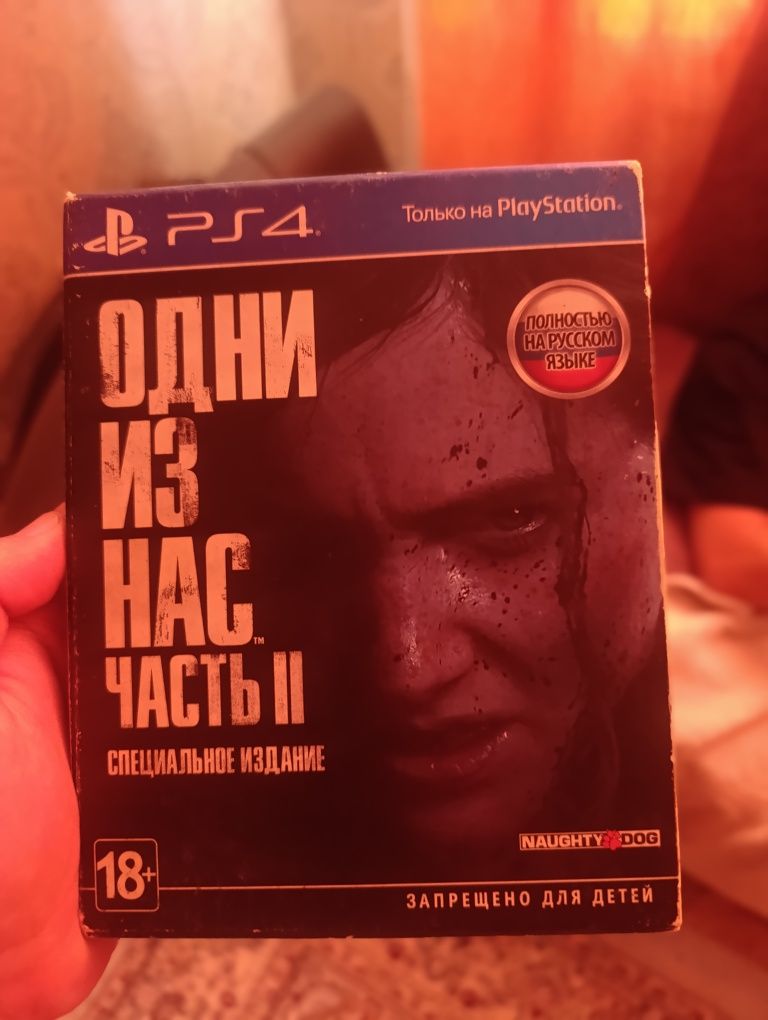 PS4
Только на PlayStation
ОДНИ
ИЗ
НАС™
ЧАСТЬ II
СПЕЦИАЛЬНОЕ ИЗДАНИЕ
ПОЛНОСТЬЮ
НА РУССКОМ
ЯЗЫКЕ
NAUGHTY DOG
18+
ЗАПРЕЩЕНО ДЛЯ ДЕТЕЙ